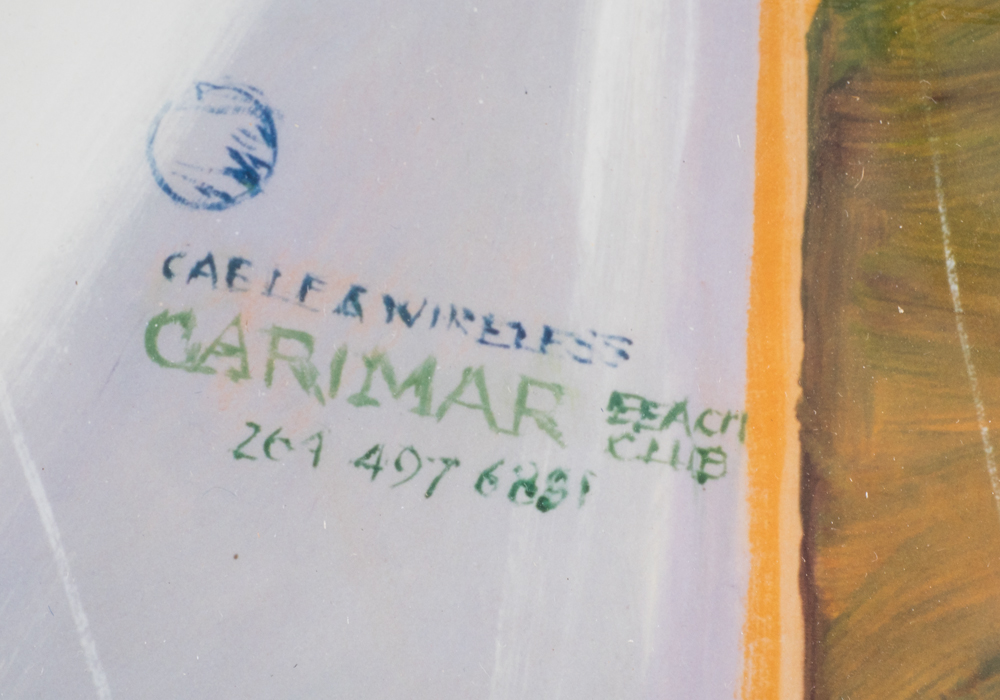 CABLE & WIRELESS
CARIMAR BEACH CLUB
264 497 6881